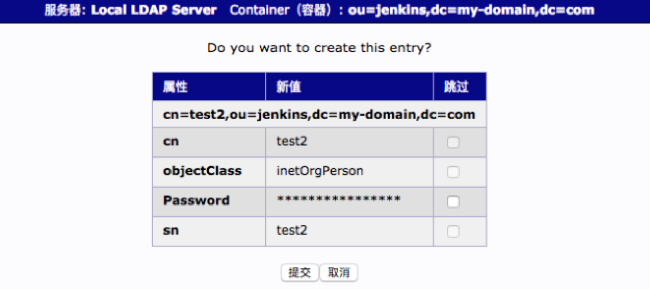 服务器: Local LDAP Server Container（容器）: ou=jenkins,dc=my-domain,dc=com
Do you want to create this entry?
属性 新值 跳过
cn=test2,ou=jenkins,dc=my-domain,dc=com
cn test2
objectClass inetOrgPerson
Password ****************
sn test2
提交 取消